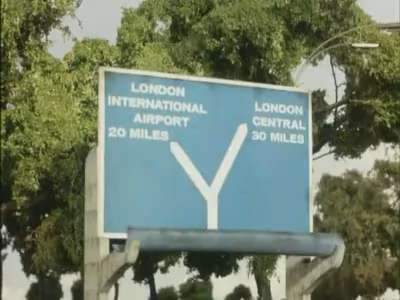 LONDON
INTERNATIONAL
AIRPORT
20 MILES
LONDON
CENTRAL
30 MILES